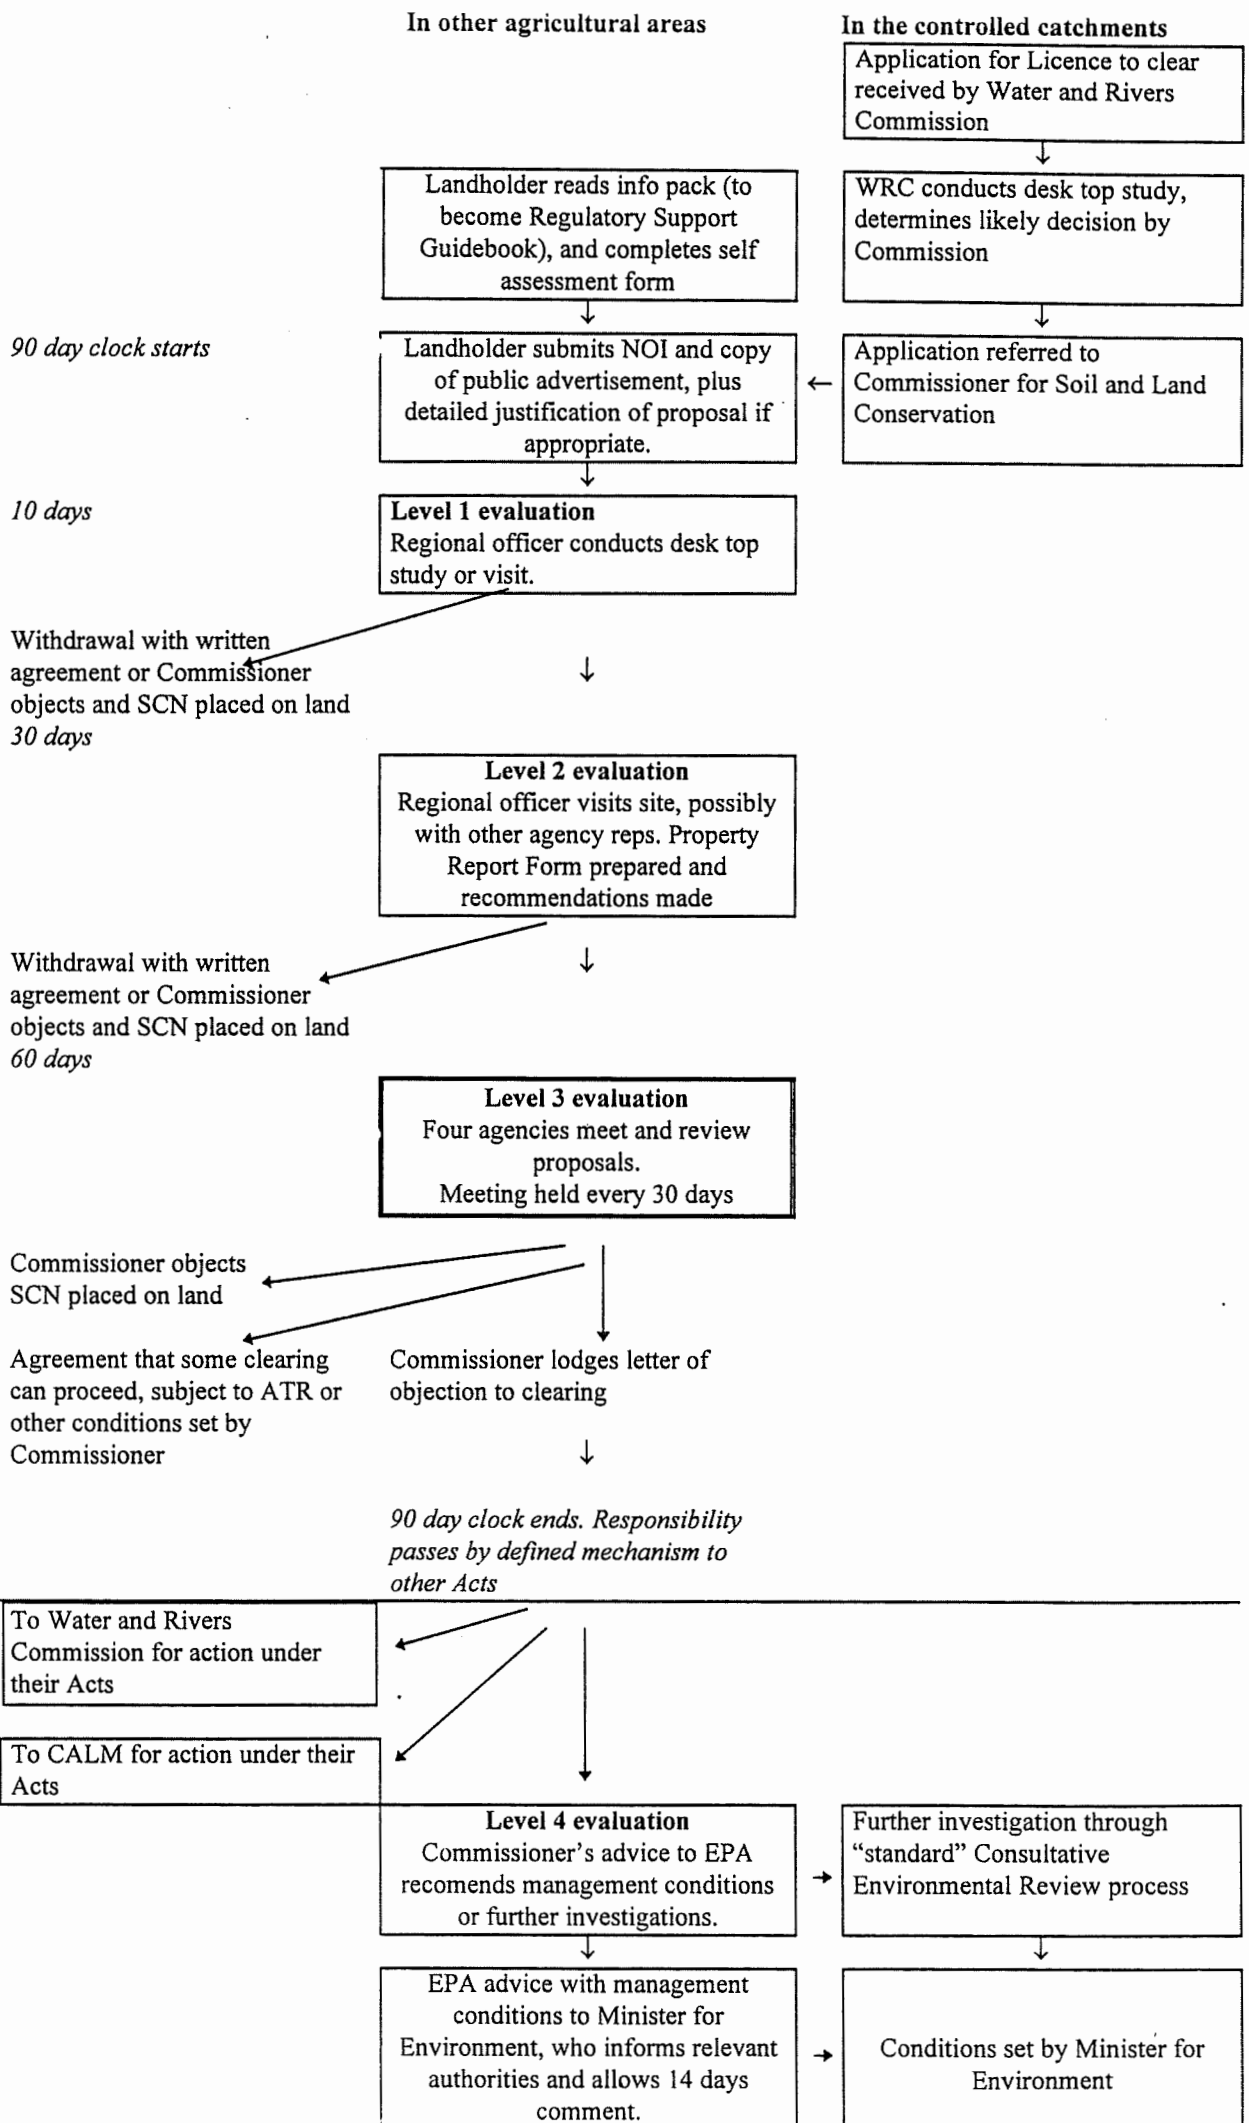 In other agricultural areas
In the controlled catchments
Application for Licence to clear
received by Water and Rivers
Commission
Landholder reads info pack (to
become Regulatory Support
Guidebook), and completes self
assessment form
WRC conducts desk top study,
determines likely decision by
Commission
90 day clock starts
Landholder submits NOI and copy
of public advertisement, plus
detailed justification of proposal if
appropriate.
Application referred to
Commissioner for Soil and Land
Conservation
10 days
Level 1 evaluation
Regional officer conducts desk top
study or visit.
Withdrawal with written
agreement or Commissioner
objects and SCN placed on land
30 days
Level 2 evaluation
Regional officer visits site, possibly
with other agency reps. Property
Report Form prepared and
recommendations made
Withdrawal with written
agreement or Commissioner
objects and SCN placed on land
60 days
Level 3 evaluation
Four agencies meet and review
proposals.
Meeting held every 30 days
Commissioner objects
SCN placed on land
Agreement that some clearing
can proceed, subject to ATR or
other conditions set by
Commissioner
Commissioner lodges letter of
objection to clearing
90 day clock ends. Responsibility
passes by defined mechanism to
other Acts
To Water and Rivers
Commission for action under
their Acts
To CALM for action under their
Acts
Level 4 evaluation
Commissioner's advice to EPA
recomends management conditions
or further investigations.
Further investigation through
"standard" Consultative
Environmental Review process
EPA advice with management
conditions to Minister for
Environment, who informs relevant
authorities and allows 14 days
comment.
Conditions set by Minister for
Environment